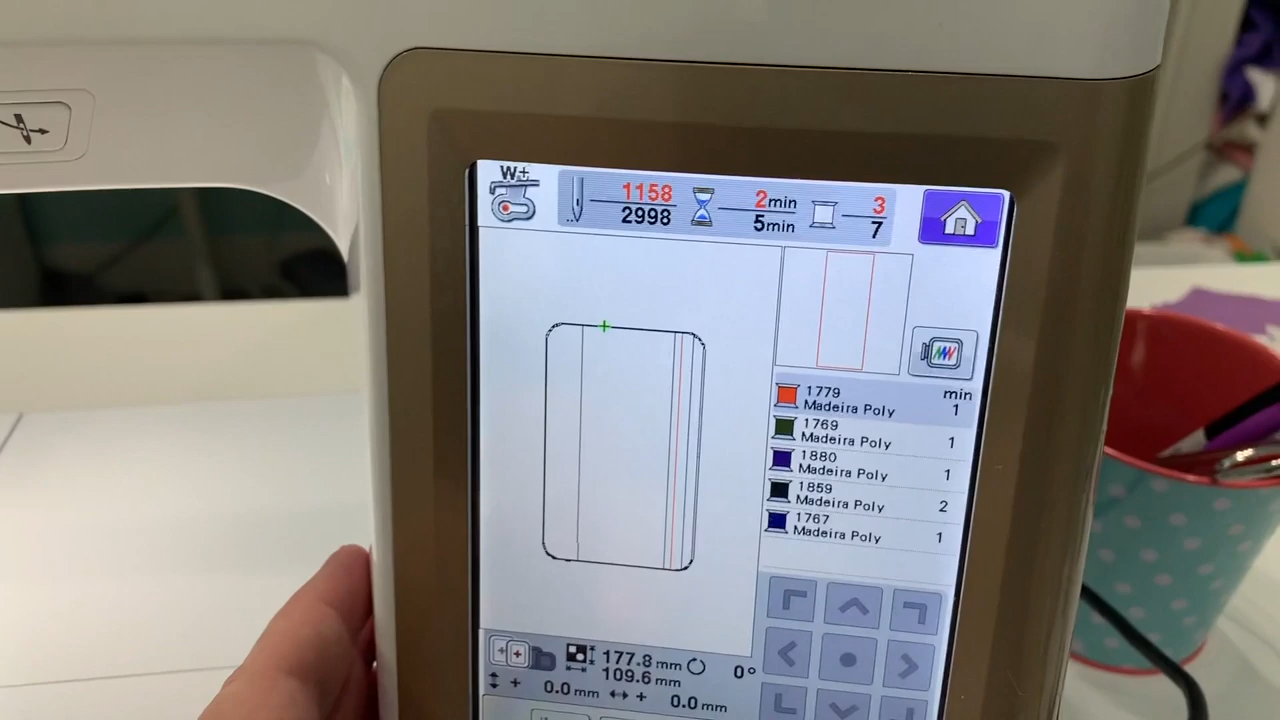 W+
1158 2min 3
2998 5min 7
1779 min
Madeira Poly 1
1769
Madeira Poly 1
1880
Madeira Poly 1
1859
Madeira Poly 2
1767
Madeira Poly 1
177.8 mm 0°
109.6 mm
+ 0.0 mm + 0.0 mm